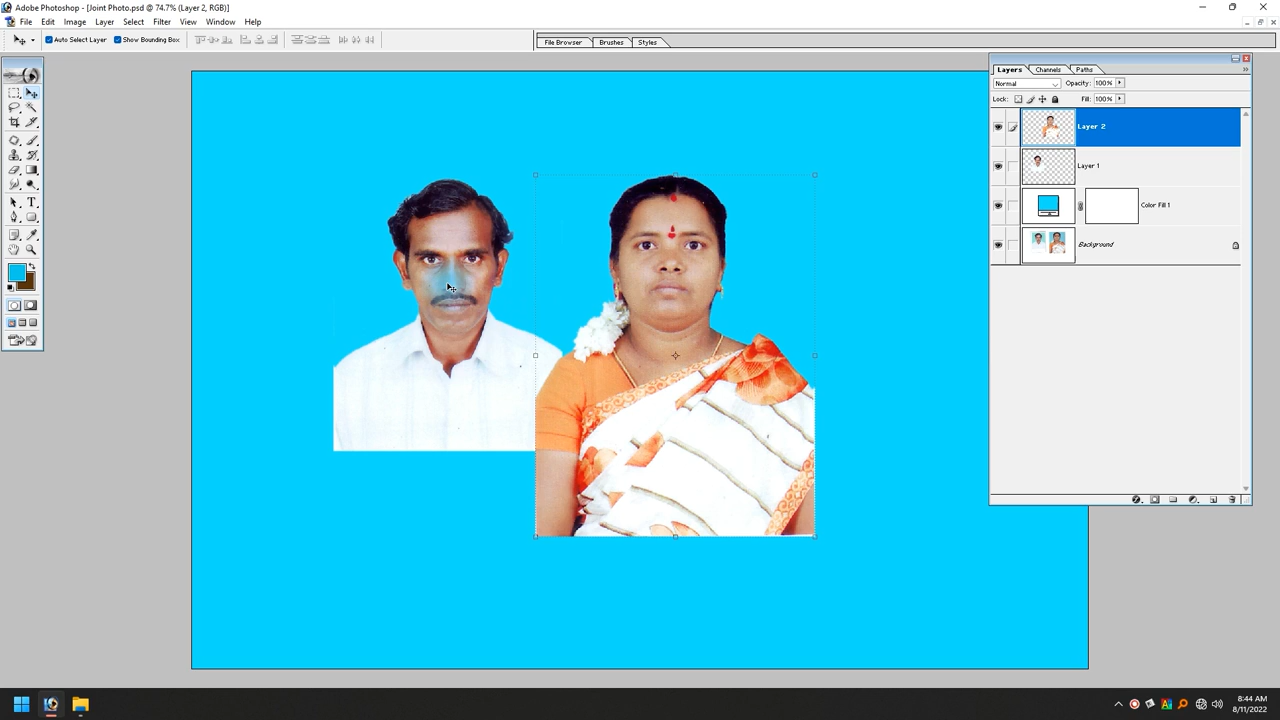 Adobe Photoshop - [Joint Photo.psd @ 74.7% (Layer 2, RGB)]
File Edit Image Layer Select Filter View Window Help
Auto Select Layer Show Bounding Box
File Browser Brushes Styles
Layers Channels Paths
Normal Opacity: 100%
Lock: Fill: 100%
Layer 2
Layer 1
Color Fill 1
Background
8:44 AM
8/11/2022